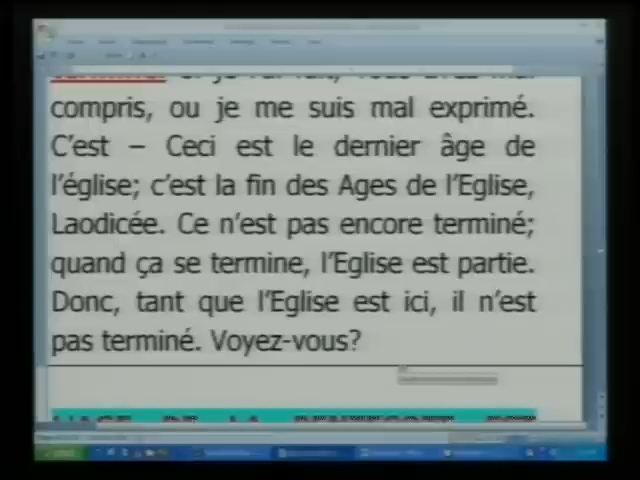 compris, ou je me suis mal exprimé.
C'est – Ceci est le dernier âge de
l'église; c'est la fin des Ages de l'Eglise,
Laodicée. Ce n'est pas encore terminé;
quand ça se termine, l'Eglise est partie.
Donc, tant que l'Eglise est ici, il n'est
pas terminé. Voyez-vous?